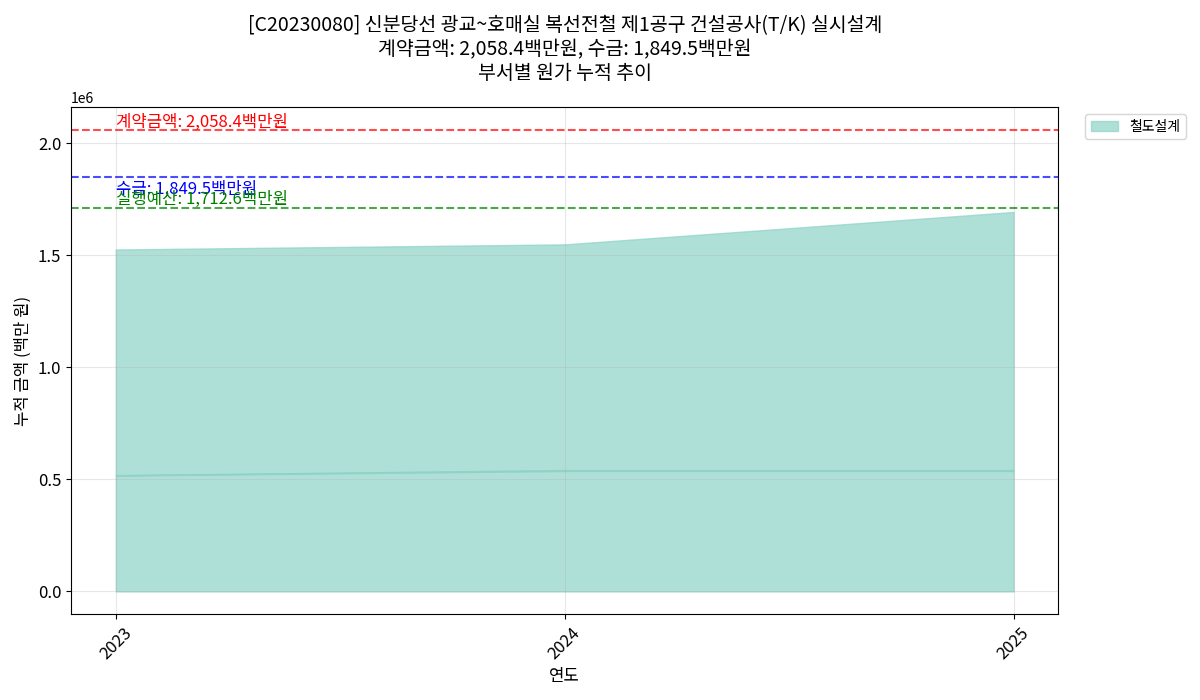 [C20230080] 신분당선 광교~호매실 복선전철 제1공구 건설공사(T/K) 실시설계
계약금액: 2,058.4백만원, 수금: 1,849.5백만원
부서별 원가 누적 추이
1e6
계약금액: 2,058.4백만원
철도설계
2.0
수금: 1,849.5백만원
실행예산: 1,712.6백만원
1.5
1.0
0.5
0.0
누적 금액 (백만 원)
2023
2024
2025
연도